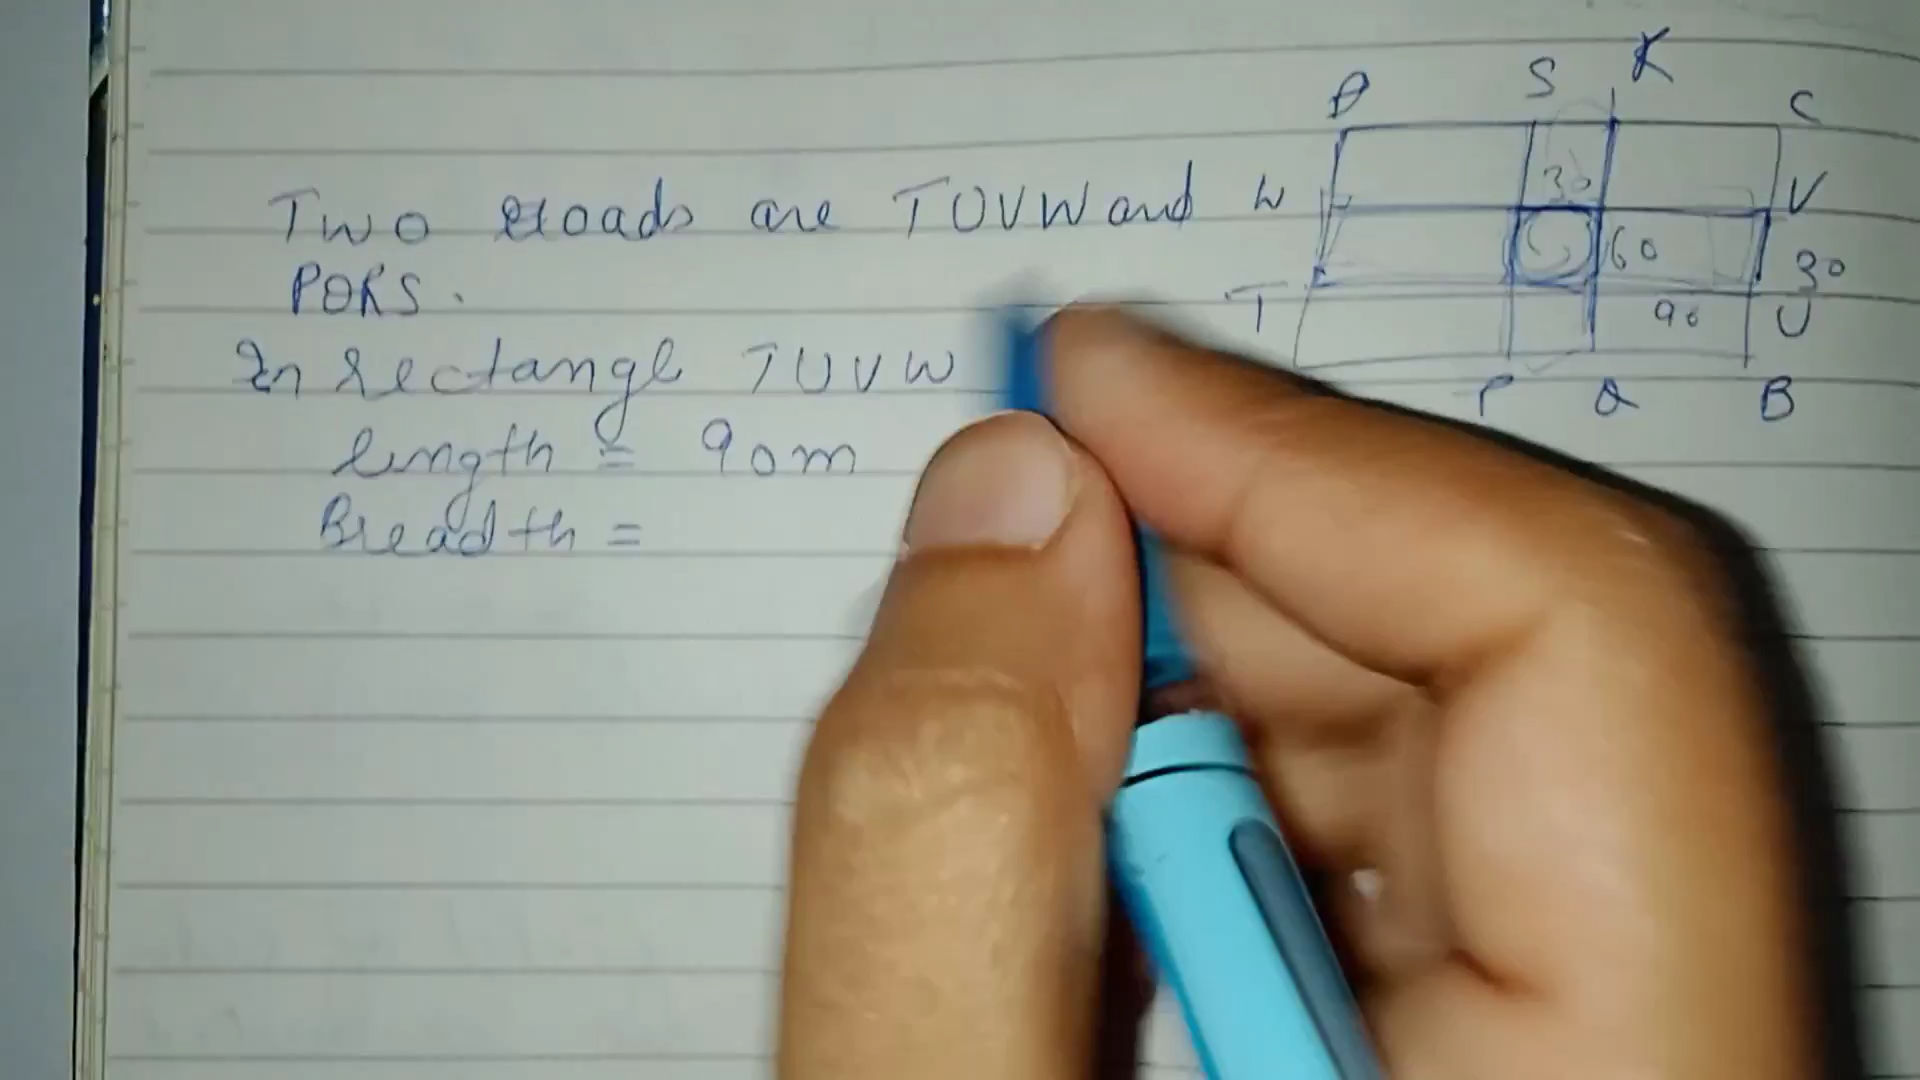 Two roads are TUVW and
PQRS.
In rectangle TUVW
length = 90m
Breadth =
S
C
W
V
30
60
30
T
90
U
P
Q
B